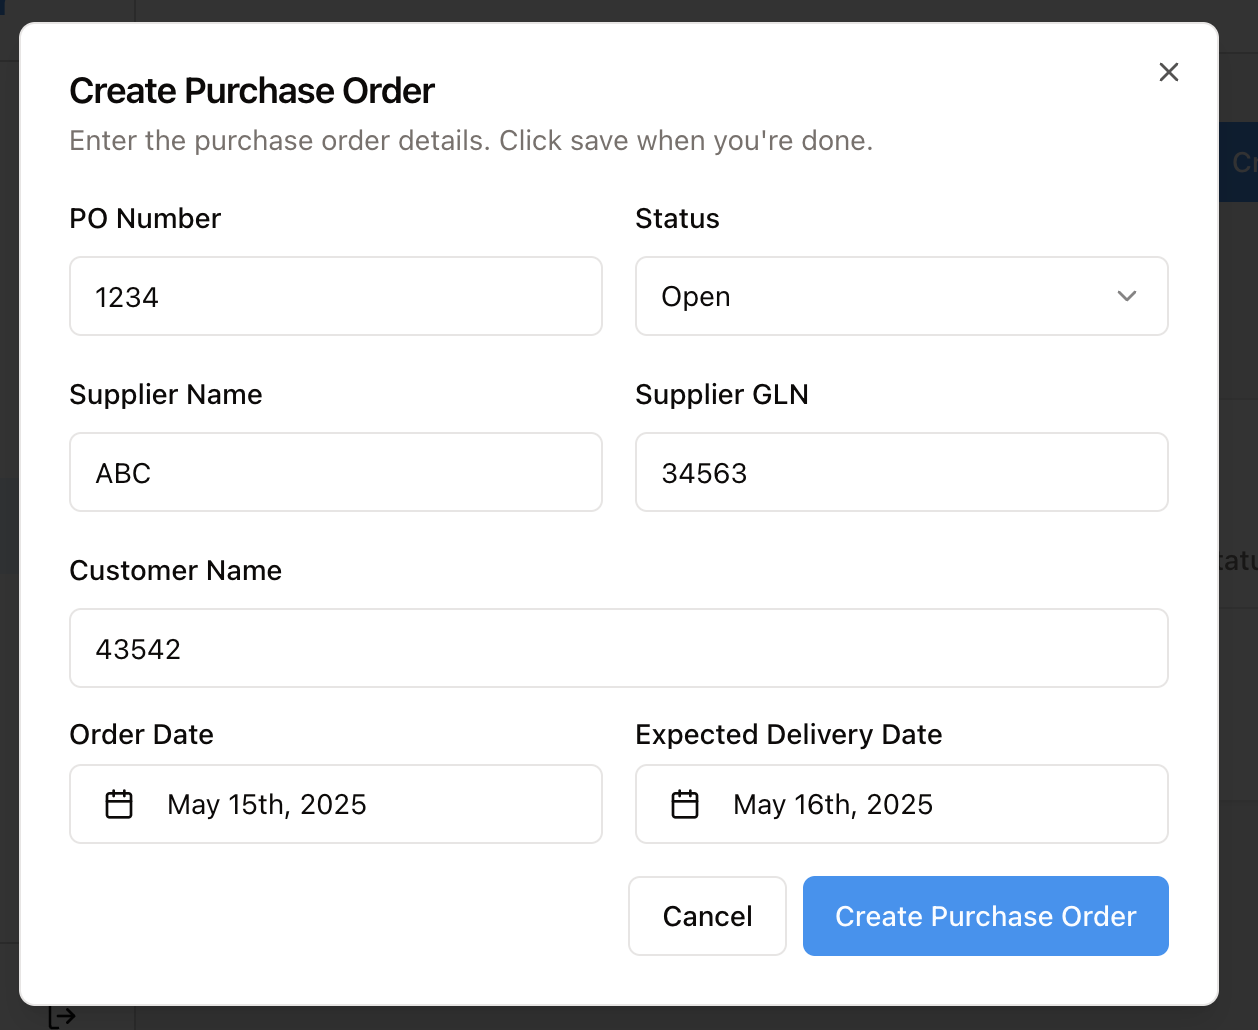 Create Purchase Order
Enter the purchase order details. Click save when you're done.
PO Number
Status
1234
Open
Supplier Name
Supplier GLN
ABC
34563
Customer Name
43542
Order Date
Expected Delivery Date
May 15th, 2025
May 16th, 2025
Cancel
Create Purchase Order